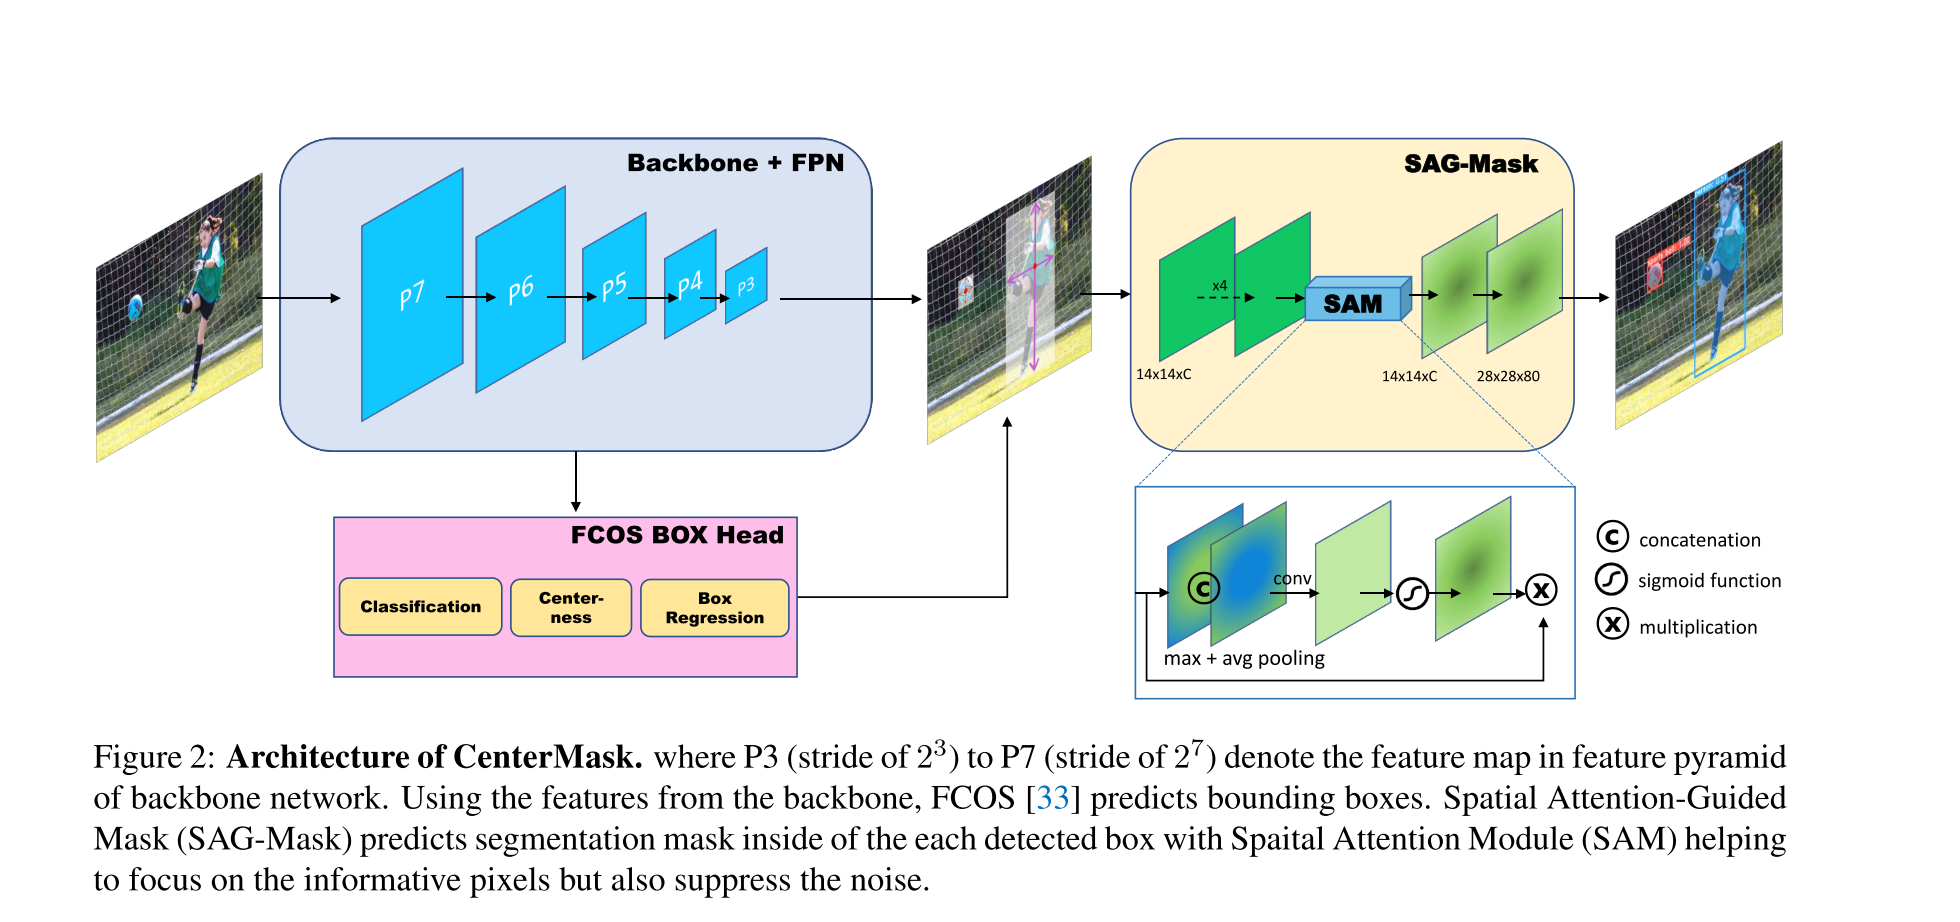 Backbone + FPN
P7
P6
P5
P4
P3
SAG-Mask
x4
SAM
14x14xC
14x14xC
28x28x80
FCOS BOX Head
Classification
Center-
ness
Box
Regression
C
conv
X
max + avg pooling
C concatenation
sigmoid function
X multiplication
Figure 2: Architecture of CenterMask. where P3 (stride of 2³) to P7 (stride of 2⁷) denote the feature map in feature pyramid
of backbone network. Using the features from the backbone, FCOS [33] predicts bounding boxes. Spatial Attention-Guided
Mask (SAG-Mask) predicts segmentation mask inside of the each detected box with Spaital Attention Module (SAM) helping
to focus on the informative pixels but also suppress the noise.